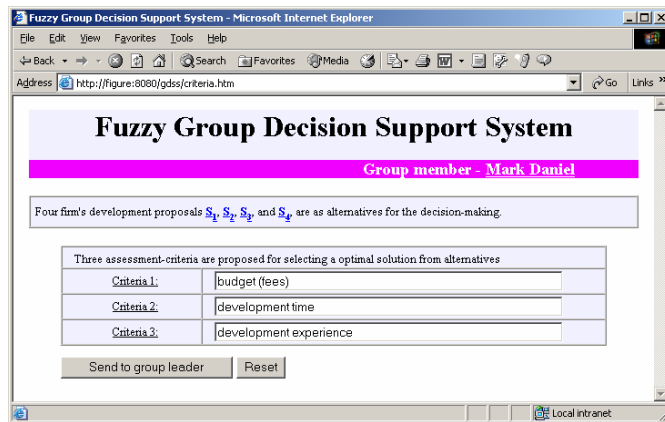 Fuzzy Group Decision Support System - Microsoft Internet Explorer
File Edit View Favorites Tools Help
Back Search Favorites Media
Address http://figure:8080/gdss/criteria.htm Go Links »
Fuzzy Group Decision Support System
Group member - Mark Daniel
Four firm's development proposals S1, S2, S3, and S4, are as alternatives for the decision-making.
Three assessment-criteria are proposed for selecting a optimal solution from alternatives
Criteria 1: budget (fees)
Criteria 2: development time
Criteria 3: development experience
Send to group leader Reset
Local intranet